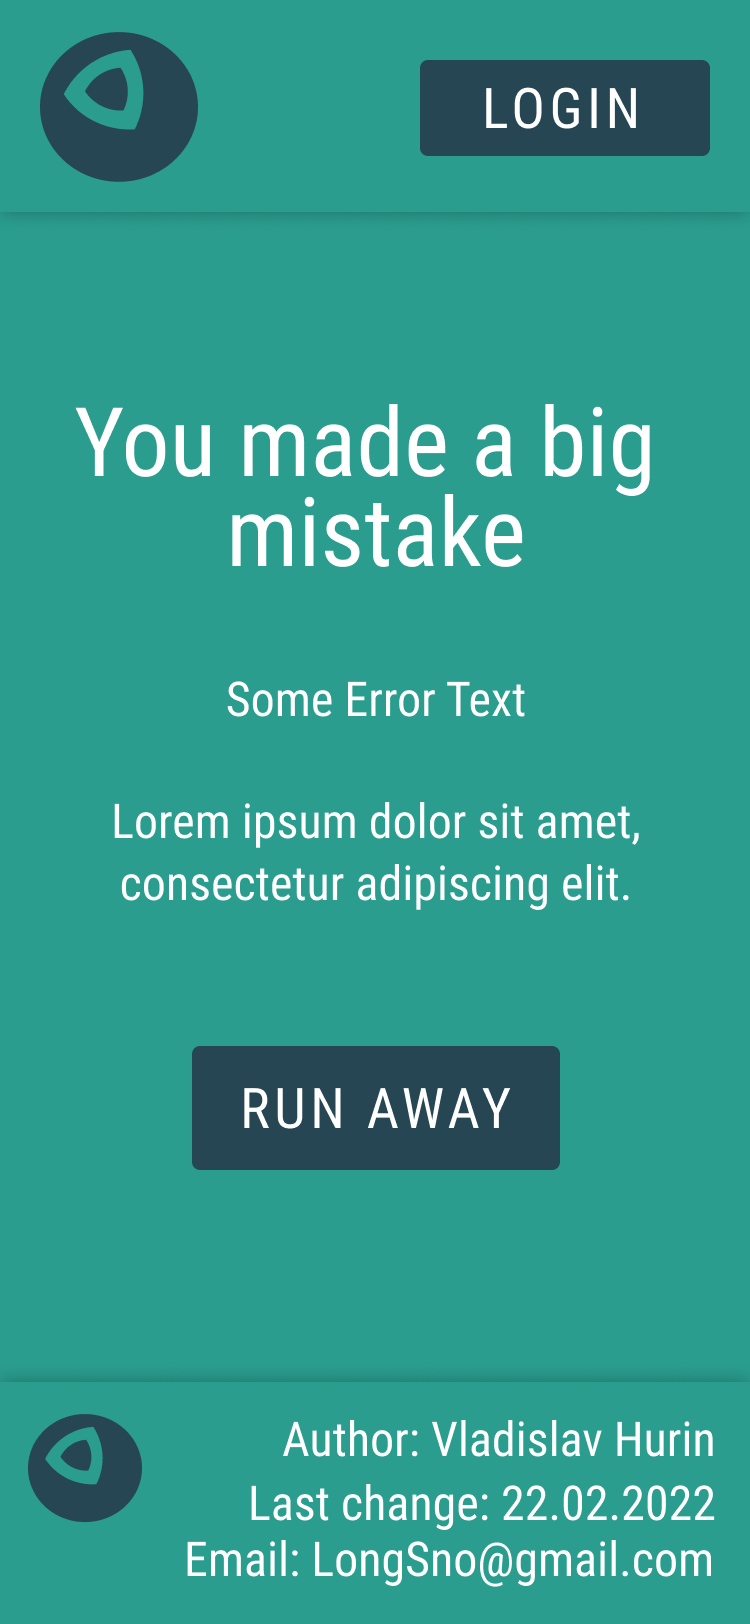 LOGIN
You made a big
mistake
Some Error Text
Lorem ipsum dolor sit amet,
consectetur adipiscing elit.
RUN AWAY
Author: Vladislav Hurin
Last change: 22.02.2022
Email: LongSno@gmail.com